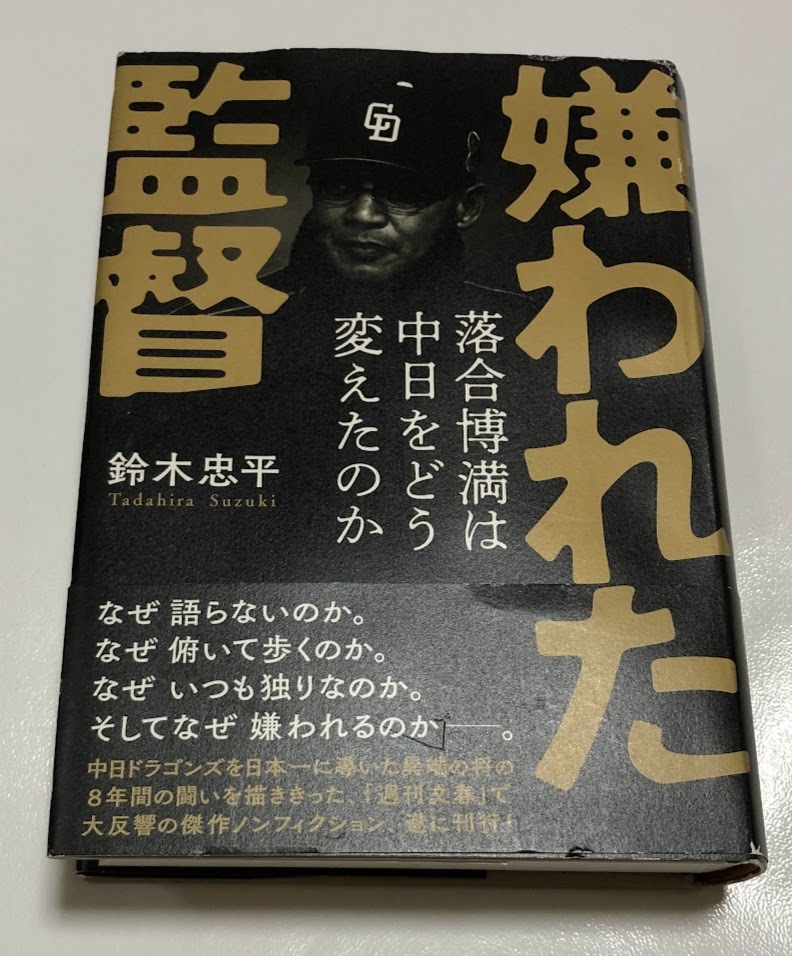 嫌われた
監督
CD
落合博満は
中日をどう
変えたのか
鈴木忠平
Tadahira Suzuki
なぜ 語らないのか。
なぜ 俯いて歩くのか。
なぜ いつも独りなのか。
そしてなぜ 嫌われるのか──。
中日ドラゴンズを日本一に導いた異端の将の
8年間の闘いを描ききった、「週刊文春」で
大反響の傑作ノンフィクション、遂に刊行!